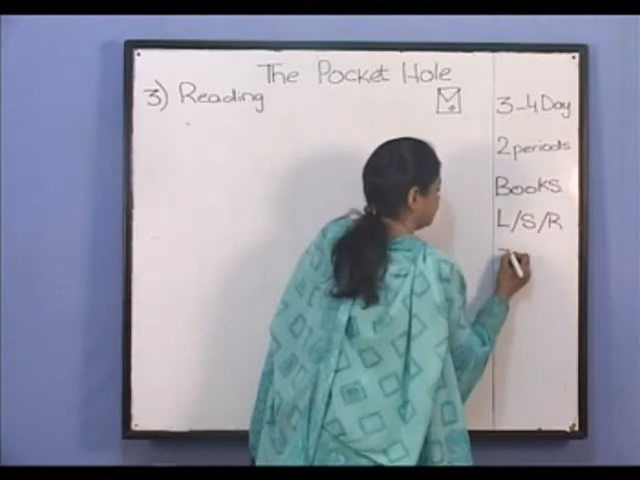 The Pocket Hole
3) Reading
3-4 Day
2 periods
Books
L/S/R